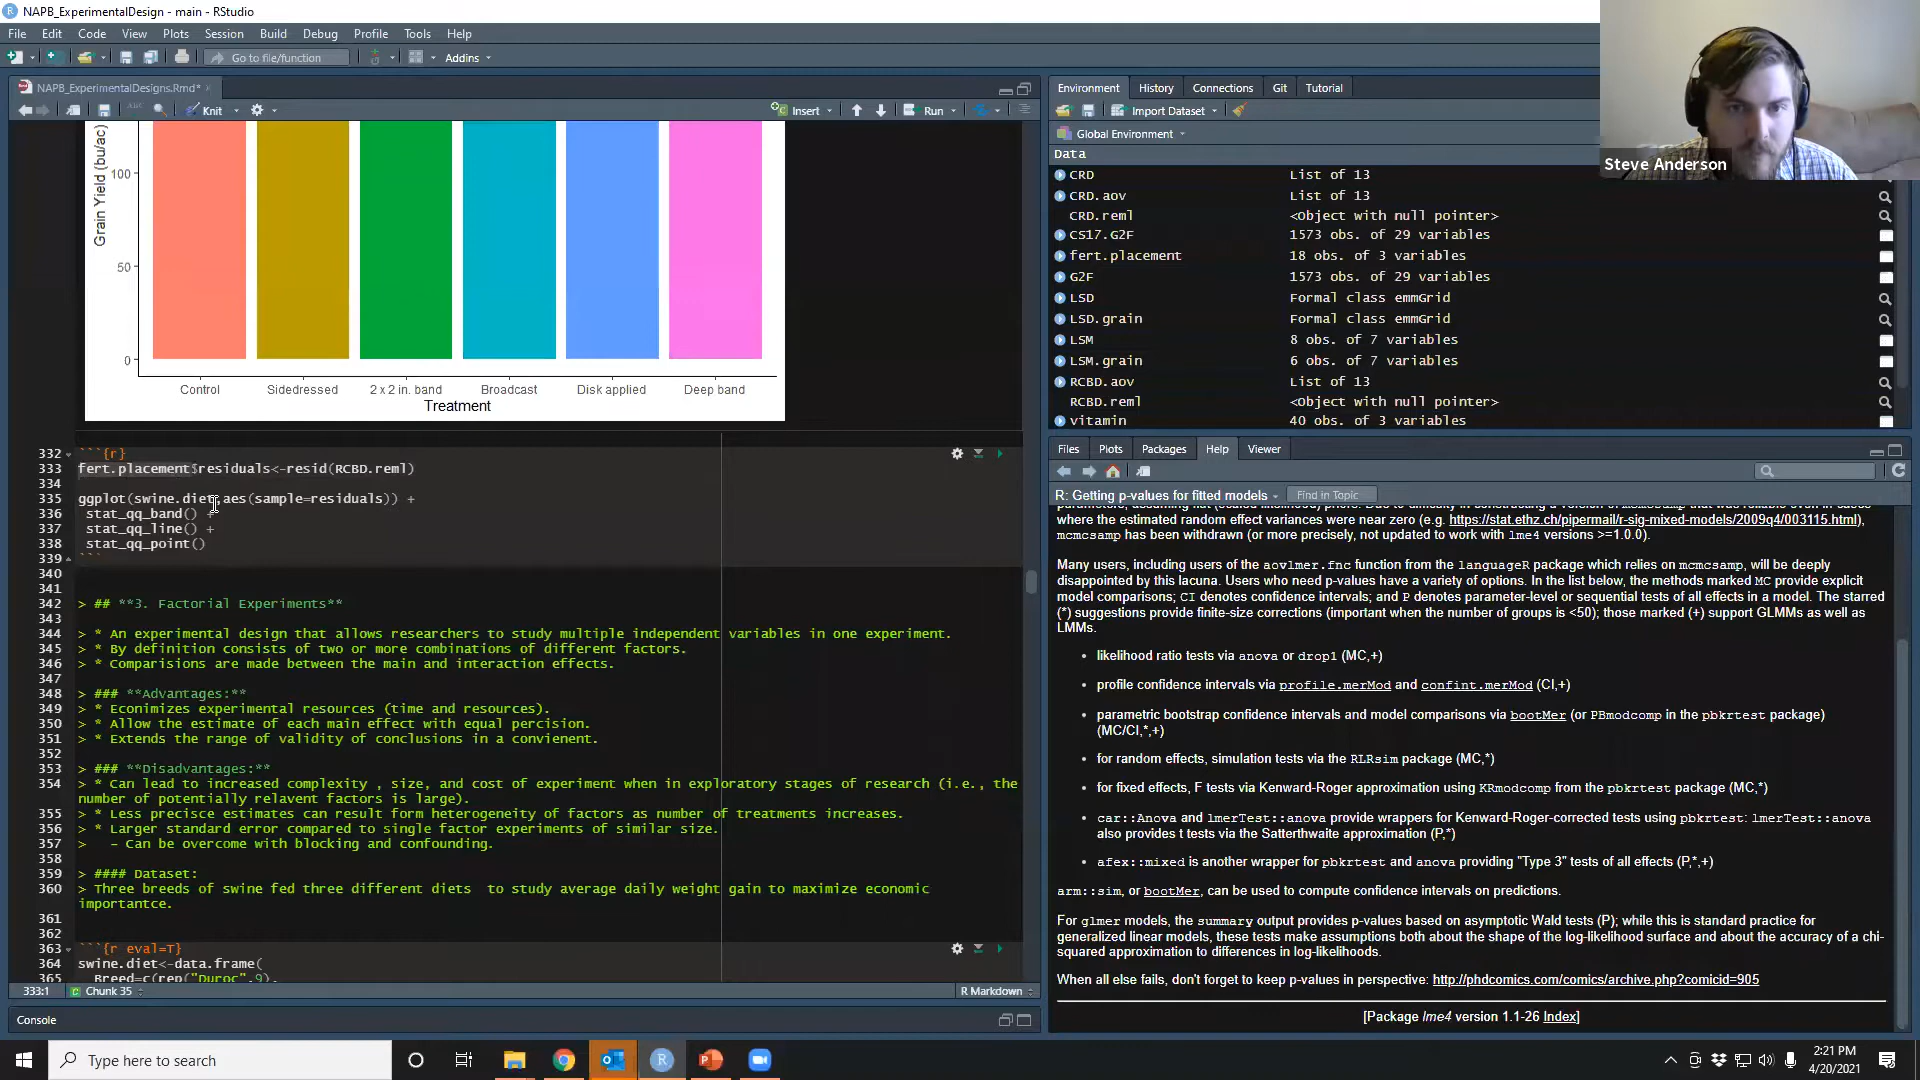 NAPB_ExperimentalDesign - main - RStudio
File Edit Code View Plots Session Build Debug Profile Tools Help
Go to file/function Addins
NAPB_ExperimentalDesigns.Rmd*
Knit Insert Run
Grain Yield (bu/ac)
100
50
0
Control Sidedressed 2 x 2 in. band Broadcast Disk applied Deep band
Treatment
332 ```{r}
333 fert.placement$residuals<-resid(RCBD.reml)
334
335 ggplot(swine.diet,aes(sample=residuals)) +
336 stat_qq_band() +
337 stat_qq_line() +
338 stat_qq_point()
339 ```
340
341
342 > ## **3. Factorial Experiments**
343
344 > * An experimental design that allows researchers to study multiple independent variables in one experiment.
345 > * By definition consists of two or more combinations of different factors.
346 > * Comparisions are made between the main and interaction effects.
347
348 > ### **Advantages:**
349 > * Econimizes experimental resources (time and resources).
350 > * Allow the estimate of each main effect with equal percision.
351 > * Extends the range of validity of conclusions in a convienent.
352
353 > ### **Disadvantages:**
354 > * Can lead to increased complexity , size, and cost of experiment when in exploratory stages of research (i.e., the
number of potentially relavent factors is large).
355 > * Less precisce estimates can result form heterogeneity of factors as number of treatments increases.
356 > * Larger standard error compared to single factor experiments of similar size.
357 > - Can be overcome with blocking and confounding.
358
359 > #### Dataset:
360 > Three breeds of swine fed three different diets to study average daily weight gain to maximize economic
importantce.
361
362
363 ```{r eval=T}
364 swine.diet<-data.frame(
365 Breed=c(rep("Duroc",9),
333:1 Chunk 35 R Markdown
Console
Environment History Connections Git Tutorial
Import Dataset
Global Environment
Data
CRD List of 13
CRD.aov List of 13
CRD.reml <Object with null pointer>
CS17.G2F 1573 obs. of 29 variables
fert.placement 18 obs. of 3 variables
G2F 1573 obs. of 29 variables
LSD Formal class emmGrid
LSD.grain Formal class emmGrid
LSM 8 obs. of 7 variables
LSM.grain 6 obs. of 7 variables
RCBD.aov List of 13
RCBD.reml <Object with null pointer>
vitamin 40 obs. of 3 variables
Steve Anderson
Files Plots Packages Help Viewer
R: Getting p-values for fitted models Find in Topic
where the estimated random effect variances were near zero (e.g. https://stat.ethz.ch/pipermail/r-sig-mixed-models/2009q4/003115.html),
mcmcsamp has been withdrawn (or more precisely, not updated to work with lme4 versions >=1.0.0).
Many users, including users of the aovlmer.fnc function from the languageR package which relies on mcmcsamp, will be deeply
disappointed by this lacuna. Users who need p-values have a variety of options. In the list below, the methods marked MC provide explicit
model comparisons; CI denotes confidence intervals; and P denotes parameter-level or sequential tests of all effects in a model. The starred
(*) suggestions provide finite-size corrections (important when the number of groups is <50); those marked (+) support GLMMs as well as
LMMs.
• likelihood ratio tests via anova or drop1 (MC,+)
• profile confidence intervals via profile.merMod and confint.merMod (CI,+)
• parametric bootstrap confidence intervals and model comparisons via bootMer (or PBmodcomp in the pbkrtest package)
(MC/CI,*,+)
• for random effects, simulation tests via the RLRsim package (MC,*)
• for fixed effects, F tests via Kenward-Roger approximation using KRmodcomp from the pbkrtest package (MC,*)
• car::Anova and lmerTest::anova provide wrappers for Kenward-Roger-corrected tests using pbkrtest: lmerTest::anova
also provides t tests via the Satterthwaite approximation (P,*)
• afex::mixed is another wrapper for pbkrtest and anova providing "Type 3" tests of all effects (P,*,+)
arm::sim, or bootMer, can be used to compute confidence intervals on predictions.
For glmer models, the summary output provides p-values based on asymptotic Wald tests (P); while this is standard practice for
generalized linear models, these tests make assumptions both about the shape of the log-likelihood surface and about the accuracy of a chi-
squared approximation to differences in log-likelihoods.
When all else fails, don't forget to keep p-values in perspective: http://phdcomics.com/comics/archive.php?comicid=905
[Package lme4 version 1.1-26 Index]
Type here to search
2:21 PM
4/20/2021